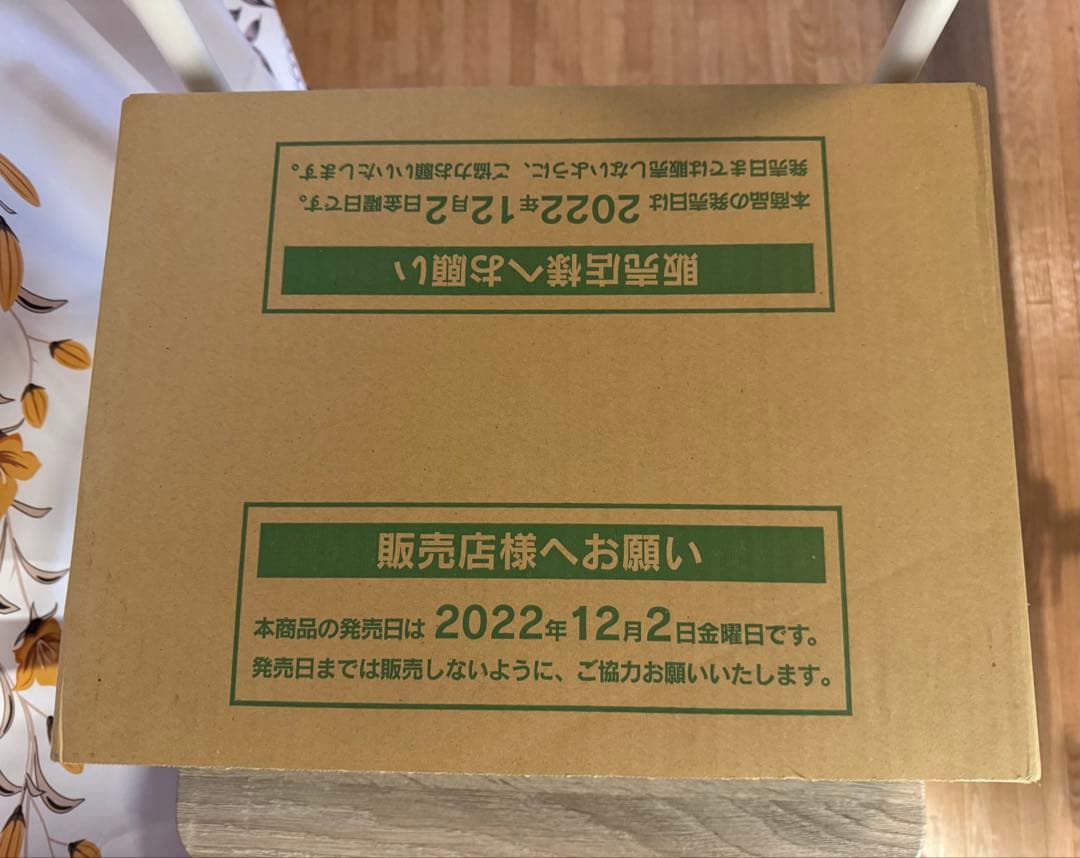 発売日までは販売しないように、ご協力お願いいたします。
本商品の発売日は 2022年12月2日金曜日です。
販売店様へお願い
販売店様へお願い
本商品の発売日は 2022年12月2日金曜日です。
発売日までは販売しないように、ご協力お願いいたします。